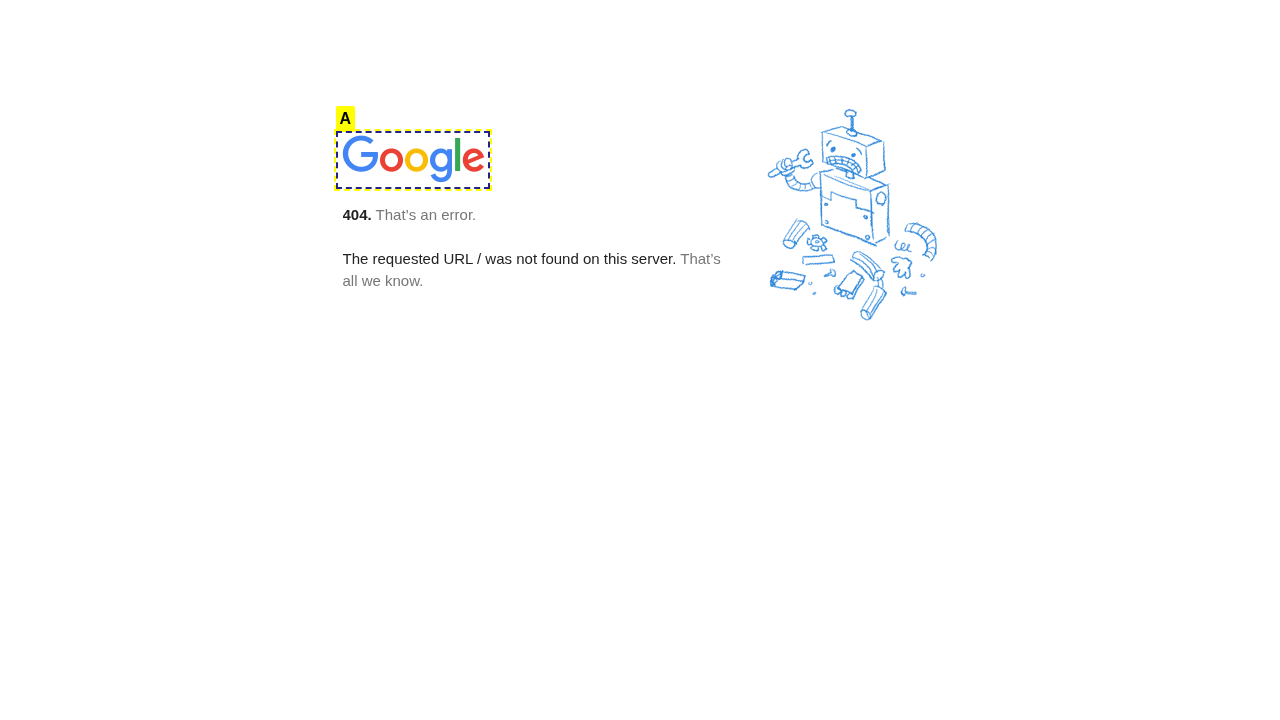 A
Google
404. That’s an error.
The requested URL / was not found on this server. That’s
all we know.